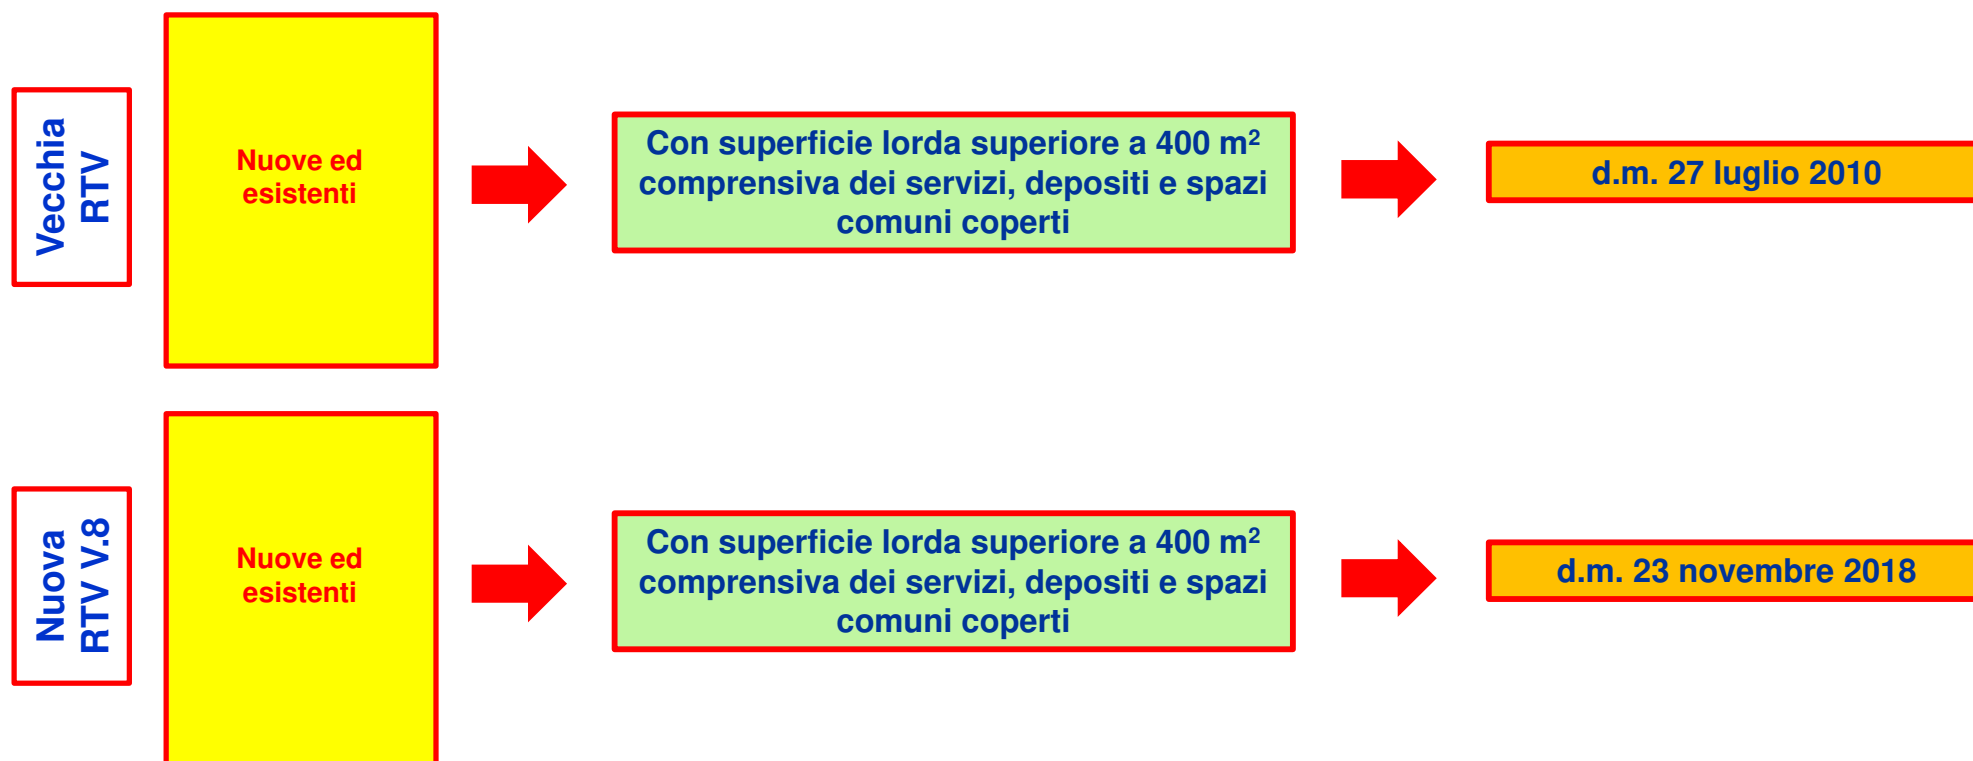 Vecchia
RTV
Nuove ed
esistenti
Con superficie lorda superiore a 400 m²
comprensiva dei servizi, depositi e spazi
comuni coperti
d.m. 27 luglio 2010
Nuova
RTV V.8
Nuove ed
esistenti
Con superficie lorda superiore a 400 m²
comprensiva dei servizi, depositi e spazi
comuni coperti
d.m. 23 novembre 2018